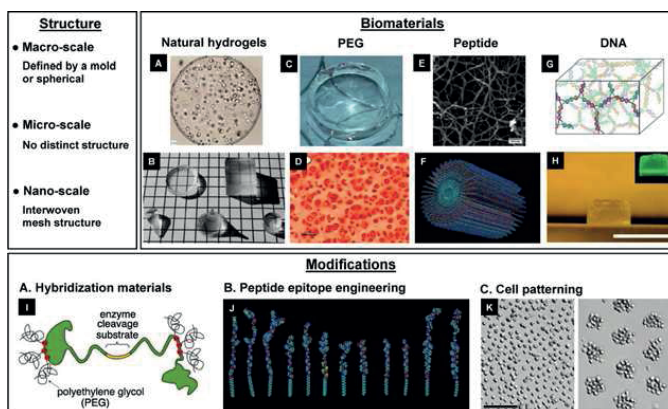 Structure
● Macro-scale
Defined by a mold
or spherical
● Micro-scale
No distinct structure
● Nano-scale
Interwoven
mesh structure
Biomaterials
Natural hydrogels
PEG
Peptide
DNA
A
C
E
G
B
D
F
H
Modifications
A. Hybridization materials
I
enzyme
cleavage
substrate
polyethylene glycol
(PEG)
B. Peptide epitope engineering
J
C. Cell patterning
K